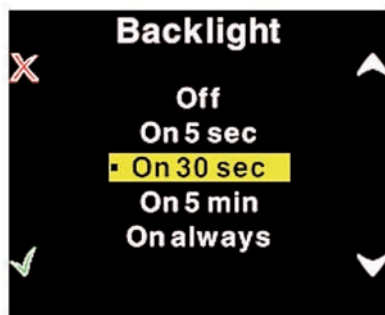 Backlight
Off
On 5 sec
On 30 sec
On 5 min
On always